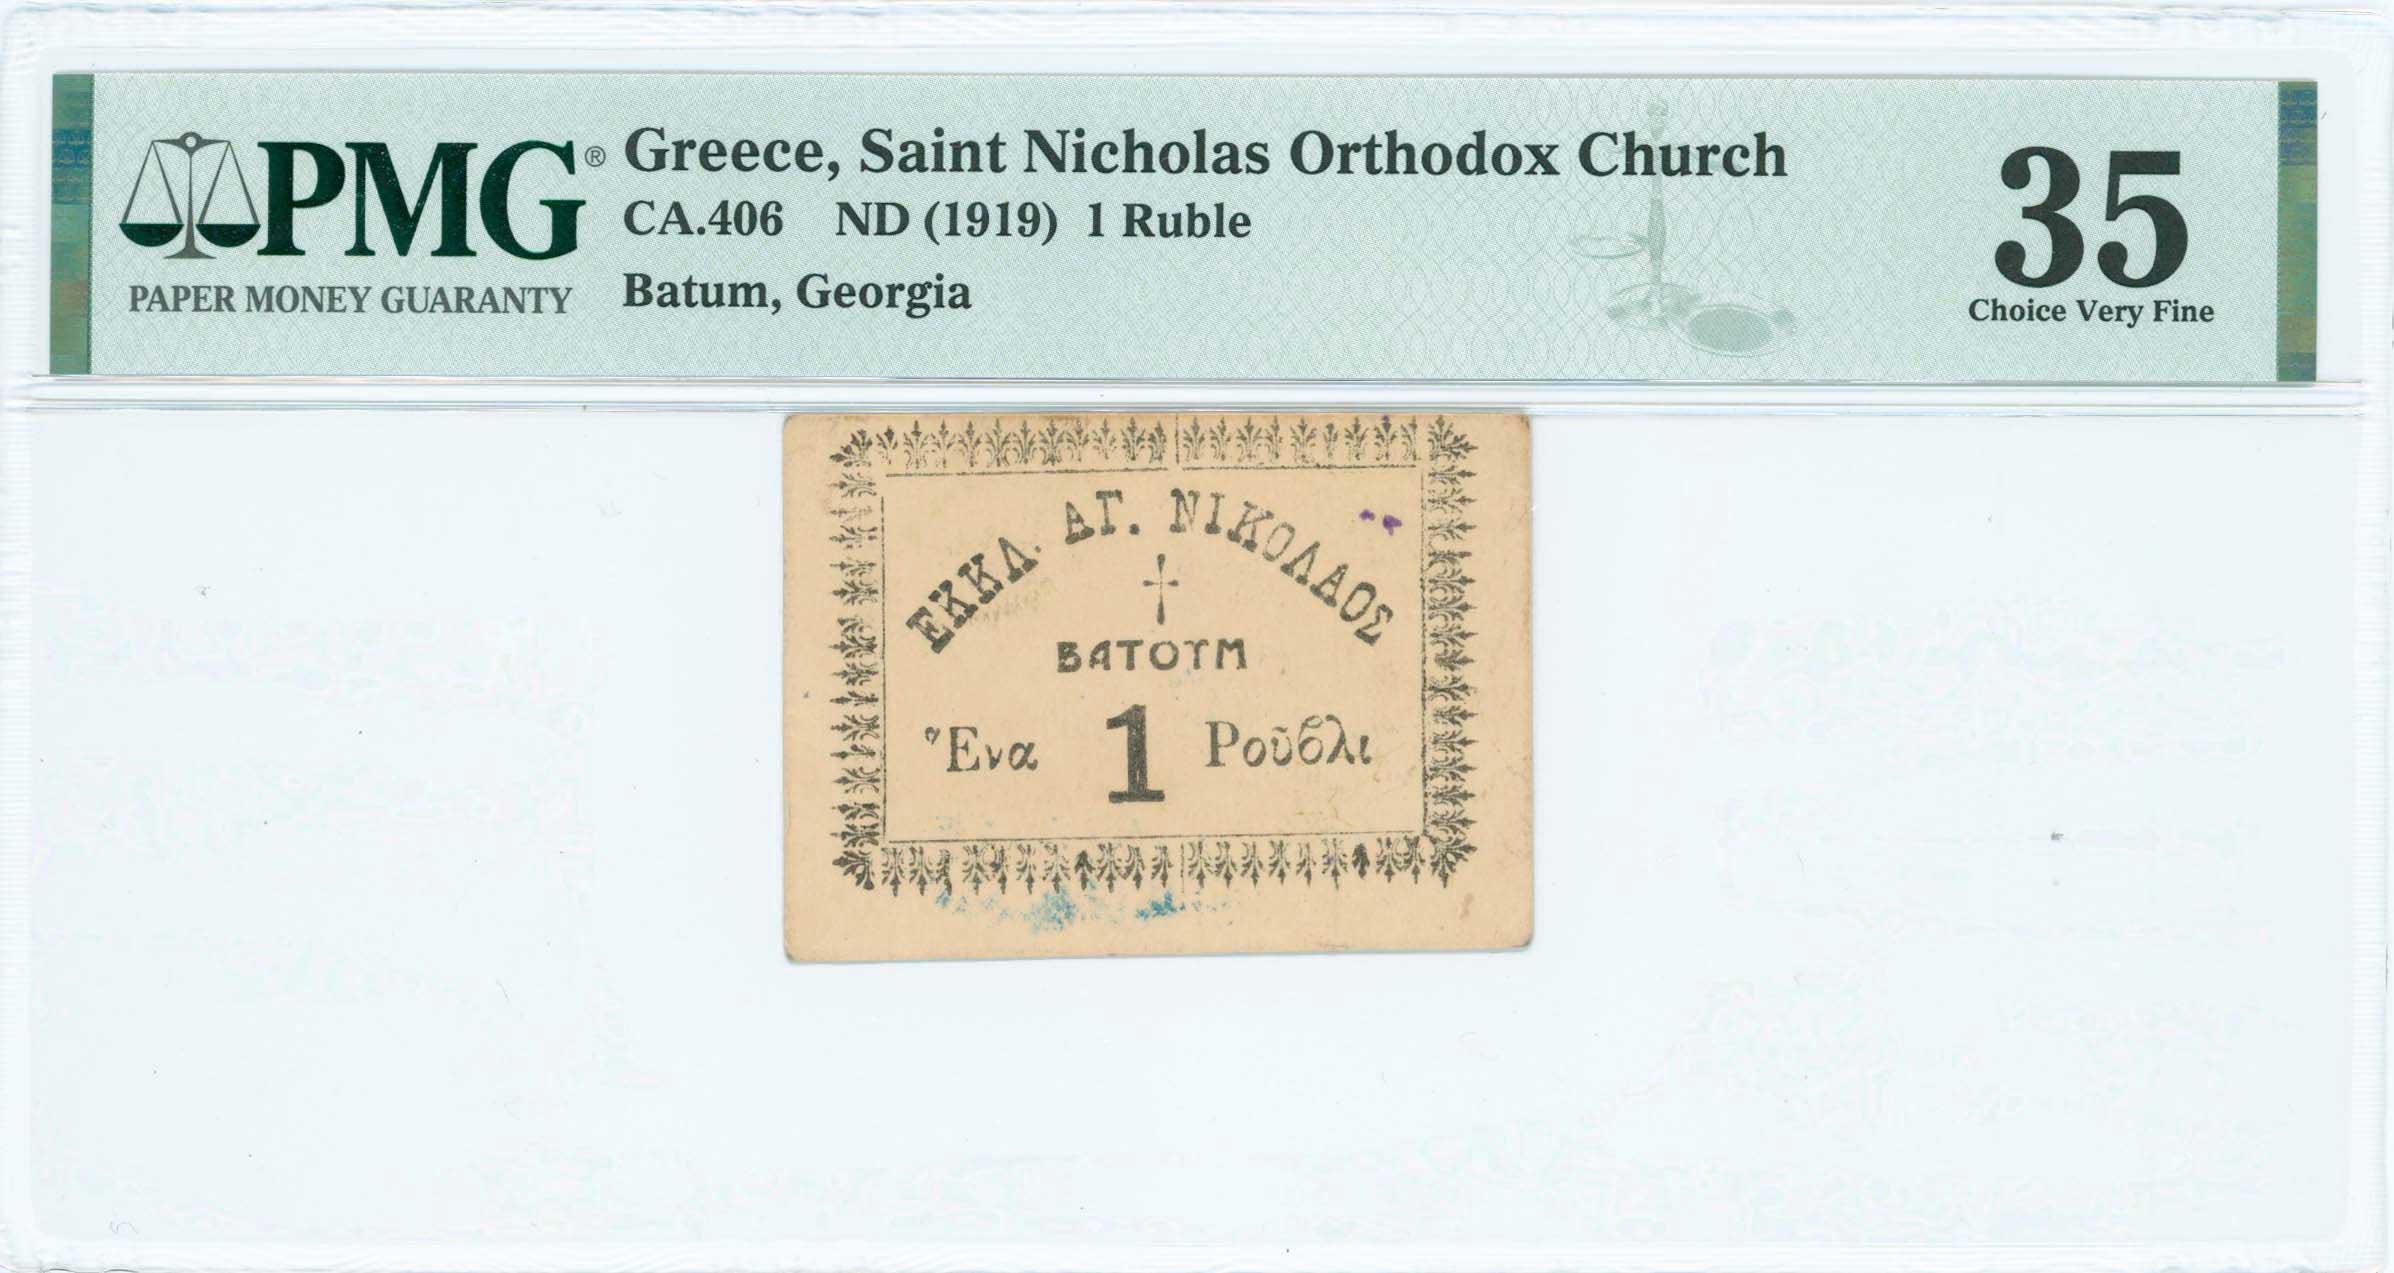 PMG®
PAPER MONEY GUARANTY
Greece, Saint Nicholas Orthodox Church
CA.406 ND (1919) 1 Ruble
Batum, Georgia
35
Choice Very Fine
ΕΚΚΛ. ΑΓ. ΝΙΚΟΛΑΟΣ
ΒΑΤΟΥΜ
Ἕνα 1 Ροῦβλι